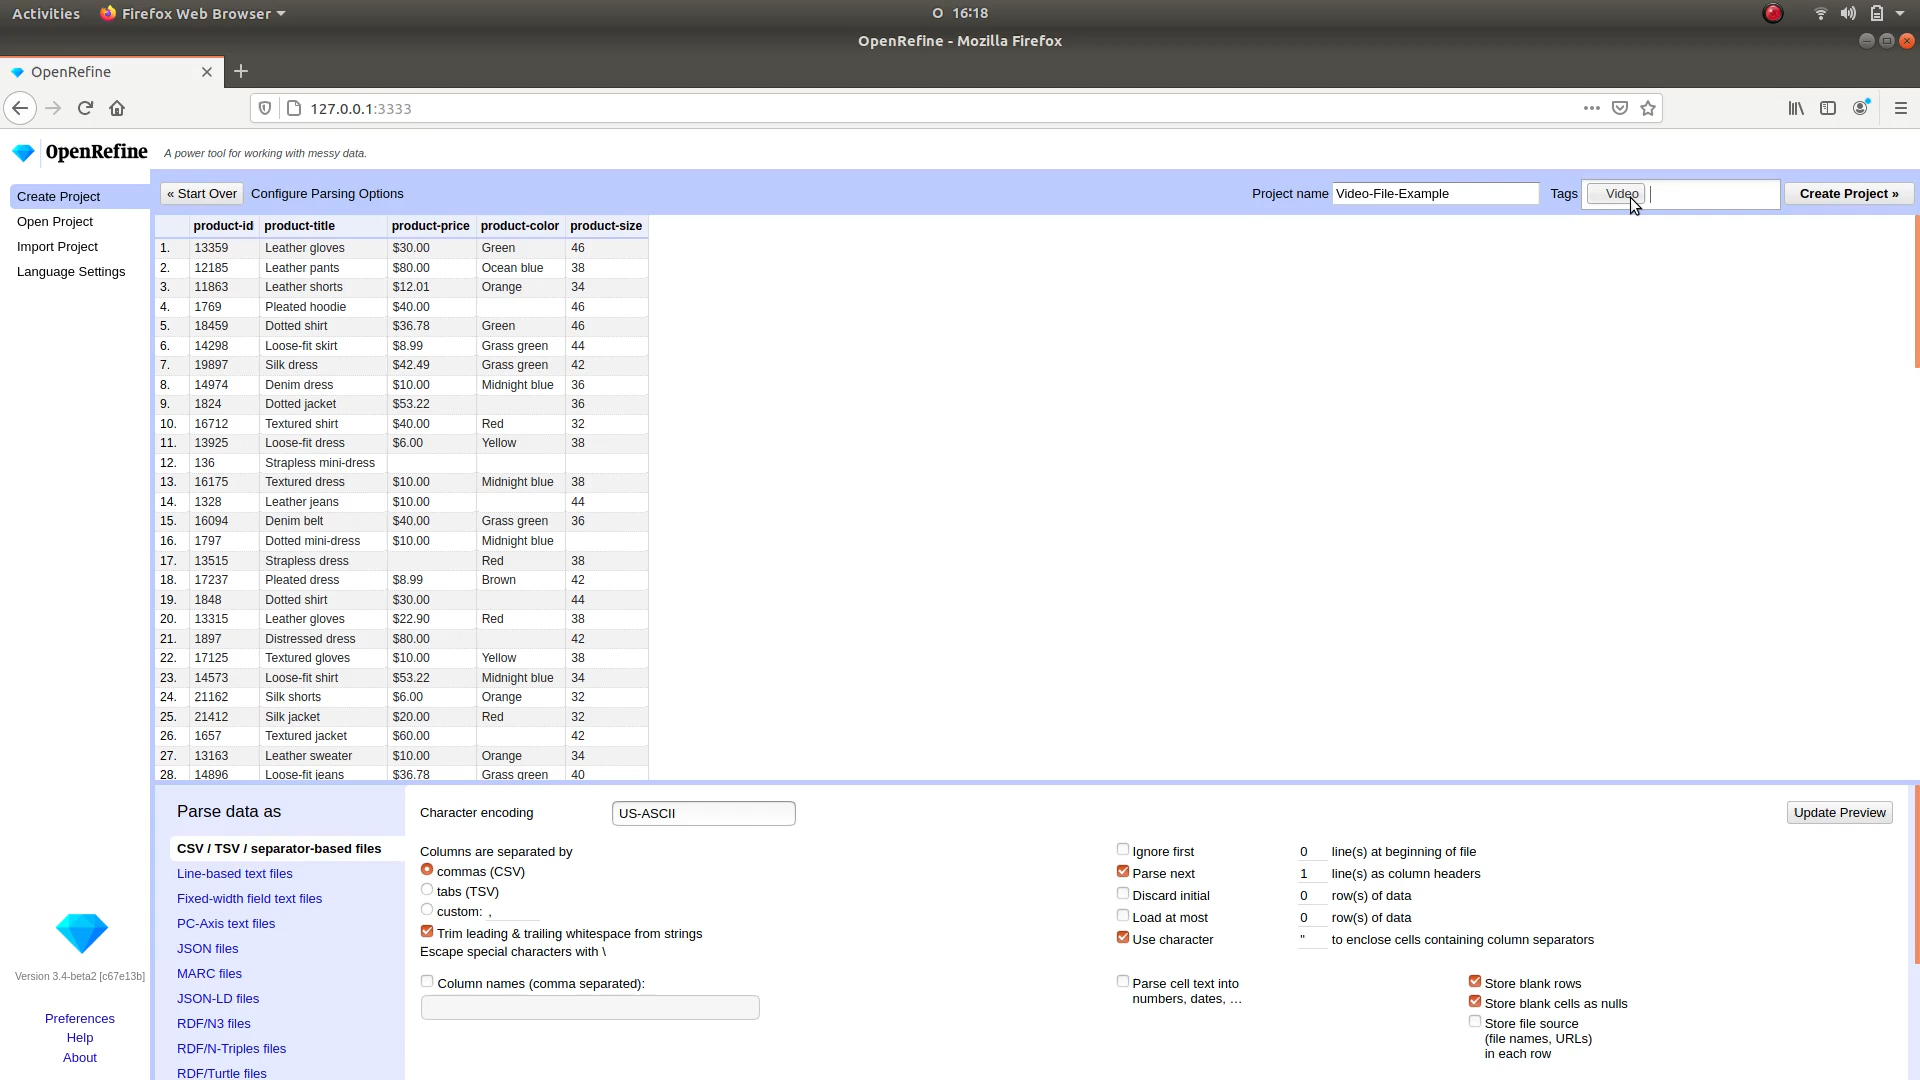 Activities Firefox Web Browser 16:18
OpenRefine - Mozilla Firefox
OpenRefine
127.0.0.1:3333
OpenRefine A power tool for working with messy data.
Create Project
Open Project
Import Project
Language Settings
« Start Over Configure Parsing Options Project name Video-File-Example Tags Video Create Project »
product-id product-title product-price product-color product-size
1. 13359 Leather gloves $30.00 Green 46
2. 12185 Leather pants $80.00 Ocean blue 38
3. 11863 Leather shorts $12.01 Orange 34
4. 1769 Pleated hoodie $40.00 46
5. 18459 Dotted shirt $36.78 Green 46
6. 14298 Loose-fit skirt $8.99 Grass green 44
7. 19897 Silk dress $42.49 Grass green 42
8. 14974 Denim dress $10.00 Midnight blue 36
9. 1824 Dotted jacket $53.22 36
10. 16712 Textured shirt $40.00 Red 32
11. 13925 Loose-fit dress $6.00 Yellow 38
12. 136 Strapless mini-dress
13. 16175 Textured dress $10.00 Midnight blue 38
14. 1328 Leather jeans $10.00 44
15. 16094 Denim belt $40.00 Grass green 36
16. 1797 Dotted mini-dress $10.00 Midnight blue
17. 13515 Strapless dress Red 38
18. 17237 Pleated dress $8.99 Brown 42
19. 1848 Dotted shirt $30.00 44
20. 13315 Leather gloves $22.90 Red 38
21. 1897 Distressed dress $80.00 42
22. 17125 Textured gloves $10.00 Yellow 38
23. 14573 Loose-fit shirt $53.22 Midnight blue 34
24. 21162 Silk shorts $6.00 Orange 32
25. 21412 Silk jacket $20.00 Red 32
26. 1657 Textured jacket $60.00 42
27. 13163 Leather sweater $10.00 Orange 34
28. 14896 Loose-fit jeans $36.78 Grass green 40
Version 3.4-beta2 [c67e13b]
Preferences
Help
About
Parse data as
CSV / TSV / separator-based files
Line-based text files
Fixed-width field text files
PC-Axis text files
JSON files
MARC files
JSON-LD files
RDF/N3 files
RDF/N-Triples files
RDF/Turtle files
Character encoding US-ASCII Update Preview
Columns are separated by
commas (CSV)
tabs (TSV)
custom: ,
Trim leading & trailing whitespace from strings
Escape special characters with \
Column names (comma separated):
Ignore first 0 line(s) at beginning of file
Parse next 1 line(s) as column headers
Discard initial 0 row(s) of data
Load at most 0 row(s) of data
Use character " to enclose cells containing column separators
Parse cell text into
numbers, dates, ...
Store blank rows
Store blank cells as nulls
Store file source
(file names, URLs)
in each row